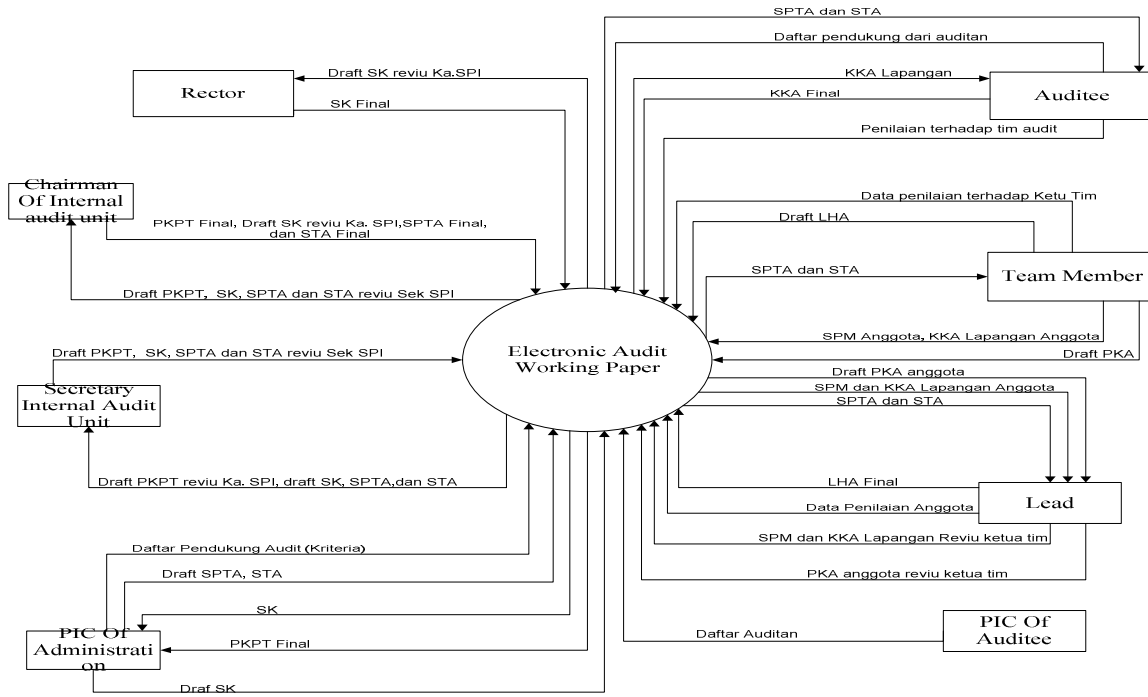 SPTA dan STA
Daftar pendukung dari auditan
Draft SK reviu Ka.SPI
KKA Lapangan
Rector
Auditee
SK Final
KKA Final
Penilaian terhadap tim audit
Chairman
Of Internal
audit unit
Data penilaian terhadap Ketu Tim
Draft LHA
PKPT Final, Draft SK reviu Ka. SPI,SPTA Final,
dan STA Final
SPTA dan STA
Team Member
Draft PKPT, SK, SPTA dan STA reviu Sek SPI
SPM Anggota, KKA Lapangan Anggota
Draft PKA
Electronic Audit
Working Paper
Draft PKPT, SK, SPTA dan STA reviu Sek SPI
Draft PKA anggota
SPM dan KKA Lapangan Anggota
SPTA dan STA
Secretary
Internal Audit
Unit
Draft PKPT reviu Ka. SPI, draft SK, SPTA,dan STA
LHA Final
Lead
Data Penilaian Anggota
SPM dan KKA Lapangan Reviu ketua tim
Daftar Pendukung Audit (Kriteria)
Draft SPTA, STA
PKA anggota reviu ketua tim
SK
PIC Of
Administrati
on
PKPT Final
PIC Of
Auditee
Daftar Auditan
Draf SK